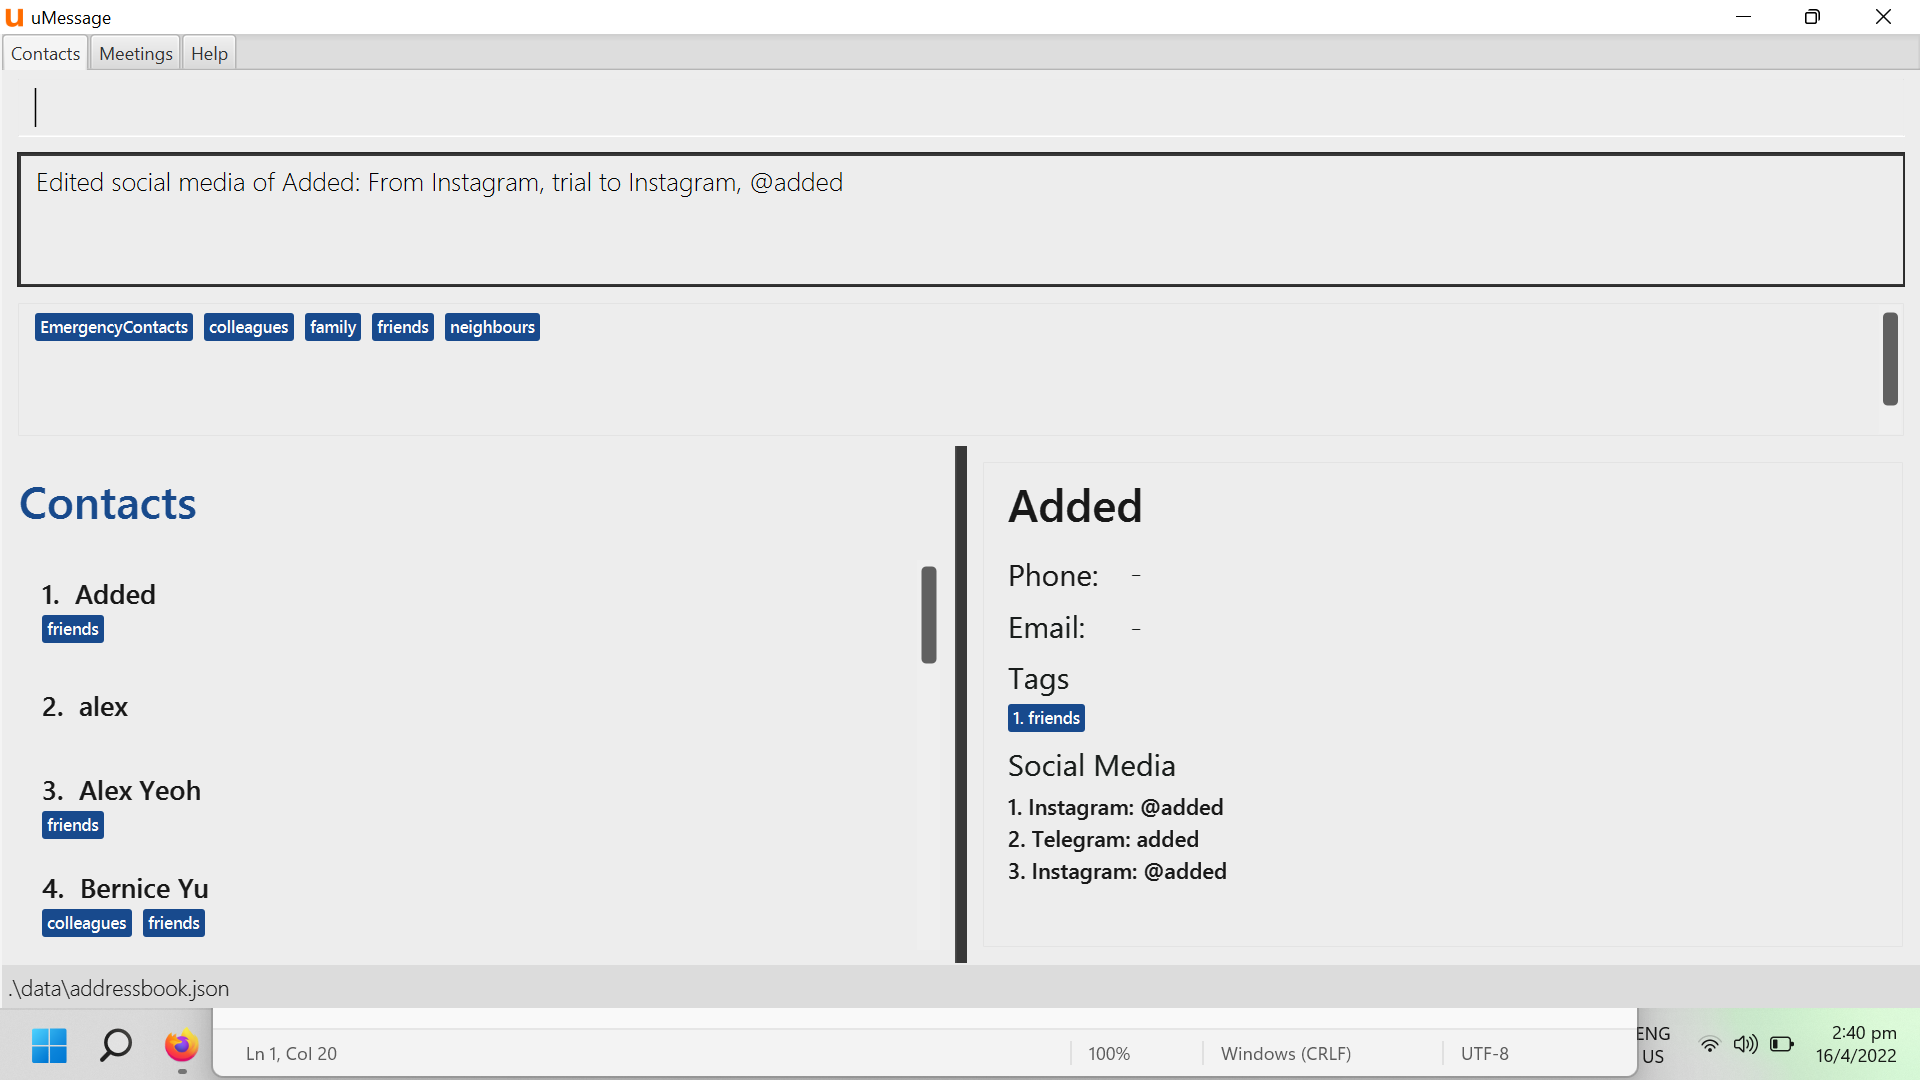 uMessage
Contacts Meetings Help
Edited social media of Added: From Instagram, trial to Instagram, @added
EmergencyContacts colleagues family friends neighbours
Contacts
1. Added
friends
2. alex
3. Alex Yeoh
friends
4. Bernice Yu
colleagues friends
Added
Phone: -
Email: -
Tags
1. friends
Social Media
1. Instagram: @added
2. Telegram: added
3. Instagram: @added
.\data\addressbook.json
Ln 1, Col 20 100% Windows (CRLF) UTF-8
ENG
US
2:40 pm
16/4/2022